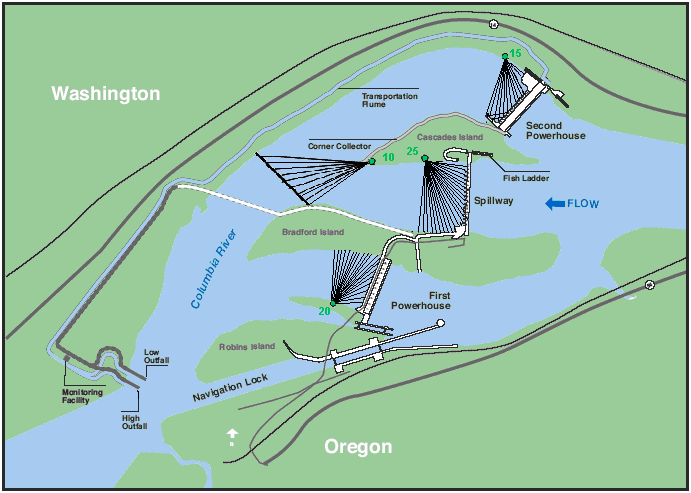 Washington
14
15
Transportation
Flume
Second
Powerhouse
Cascades Island
Corner Collector
10
25
Fish Ladder
Spillway
FLOW
Bradford Island
Columbia River
First
Powerhouse
20
Robins Island
Low
Outfall
Monitoring
Facility
High
Outfall
Navigation Lock
Oregon